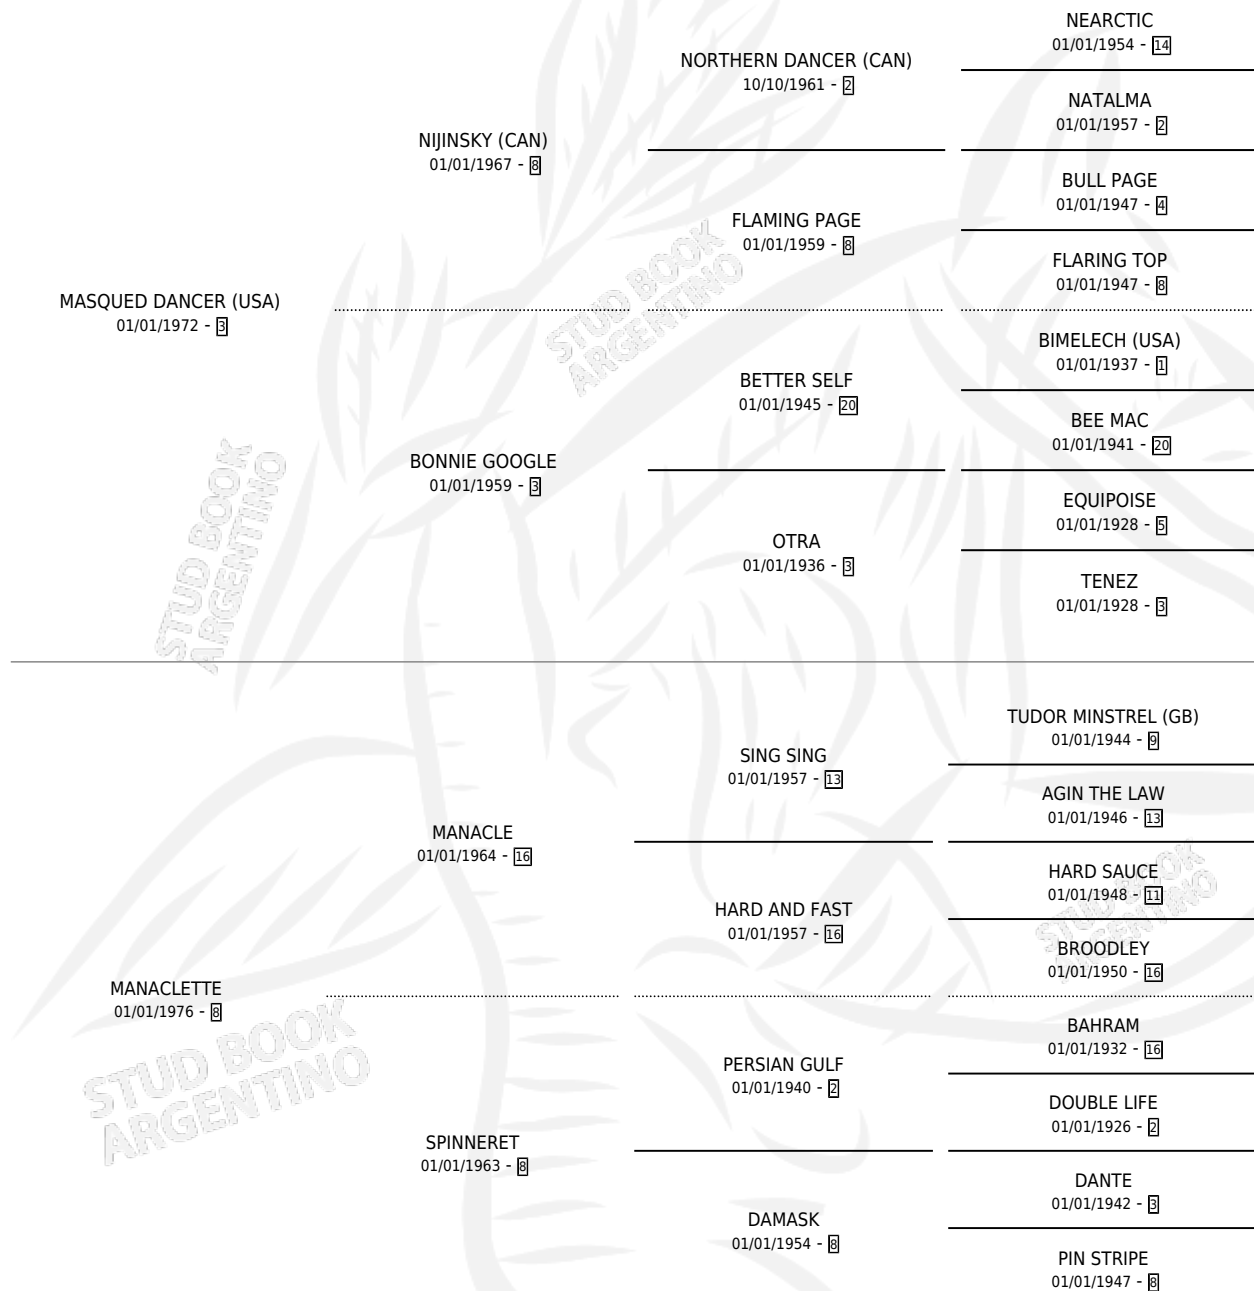 NEARCTIC
01/01/1954 - 14
NORTHERN DANCER (CAN)
10/10/1961 - 2
NATALMA
01/01/1957 - 2
NIJINSKY (CAN)
01/01/1967 - 8
BULL PAGE
01/01/1947 - 4
FLAMING PAGE
01/01/1959 - 8
FLARING TOP
01/01/1947 - 8
MASQUED DANCER (USA)
01/01/1972 - 3
STUD BOOK
ARGENTINO
BIMELECH (USA)
01/01/1937 - 1
BETTER SELF
01/01/1945 - 20
BEE MAC
01/01/1941 - 20
BONNIE GOOGLE
01/01/1959 - 3
EQUIPOISE
01/01/1928 - 5
OTRA
01/01/1936 - 3
TENEZ
01/01/1928 - 3
STUD BOOK
ARGENTINO
TUDOR MINSTREL (GB)
01/01/1944 - 9
SING SING
01/01/1957 - 13
AGIN THE LAW
01/01/1946 - 13
MANACLE
01/01/1964 - 16
HARD SAUCE
01/01/1948 - 11
HARD AND FAST
01/01/1957 - 16
STUD BOOK
ARGENTINO
BROODLEY
01/01/1950 - 16
MANACLETTE
01/01/1976 - 8
BAHRAM
01/01/1932 - 16
PERSIAN GULF
01/01/1940 - 2
STUD BOOK
ARGENTINO
DOUBLE LIFE
01/01/1926 - 2
SPINNERET
01/01/1963 - 8
DANTE
01/01/1942 - 3
DAMASK
01/01/1954 - 8
PIN STRIPE
01/01/1947 - 8